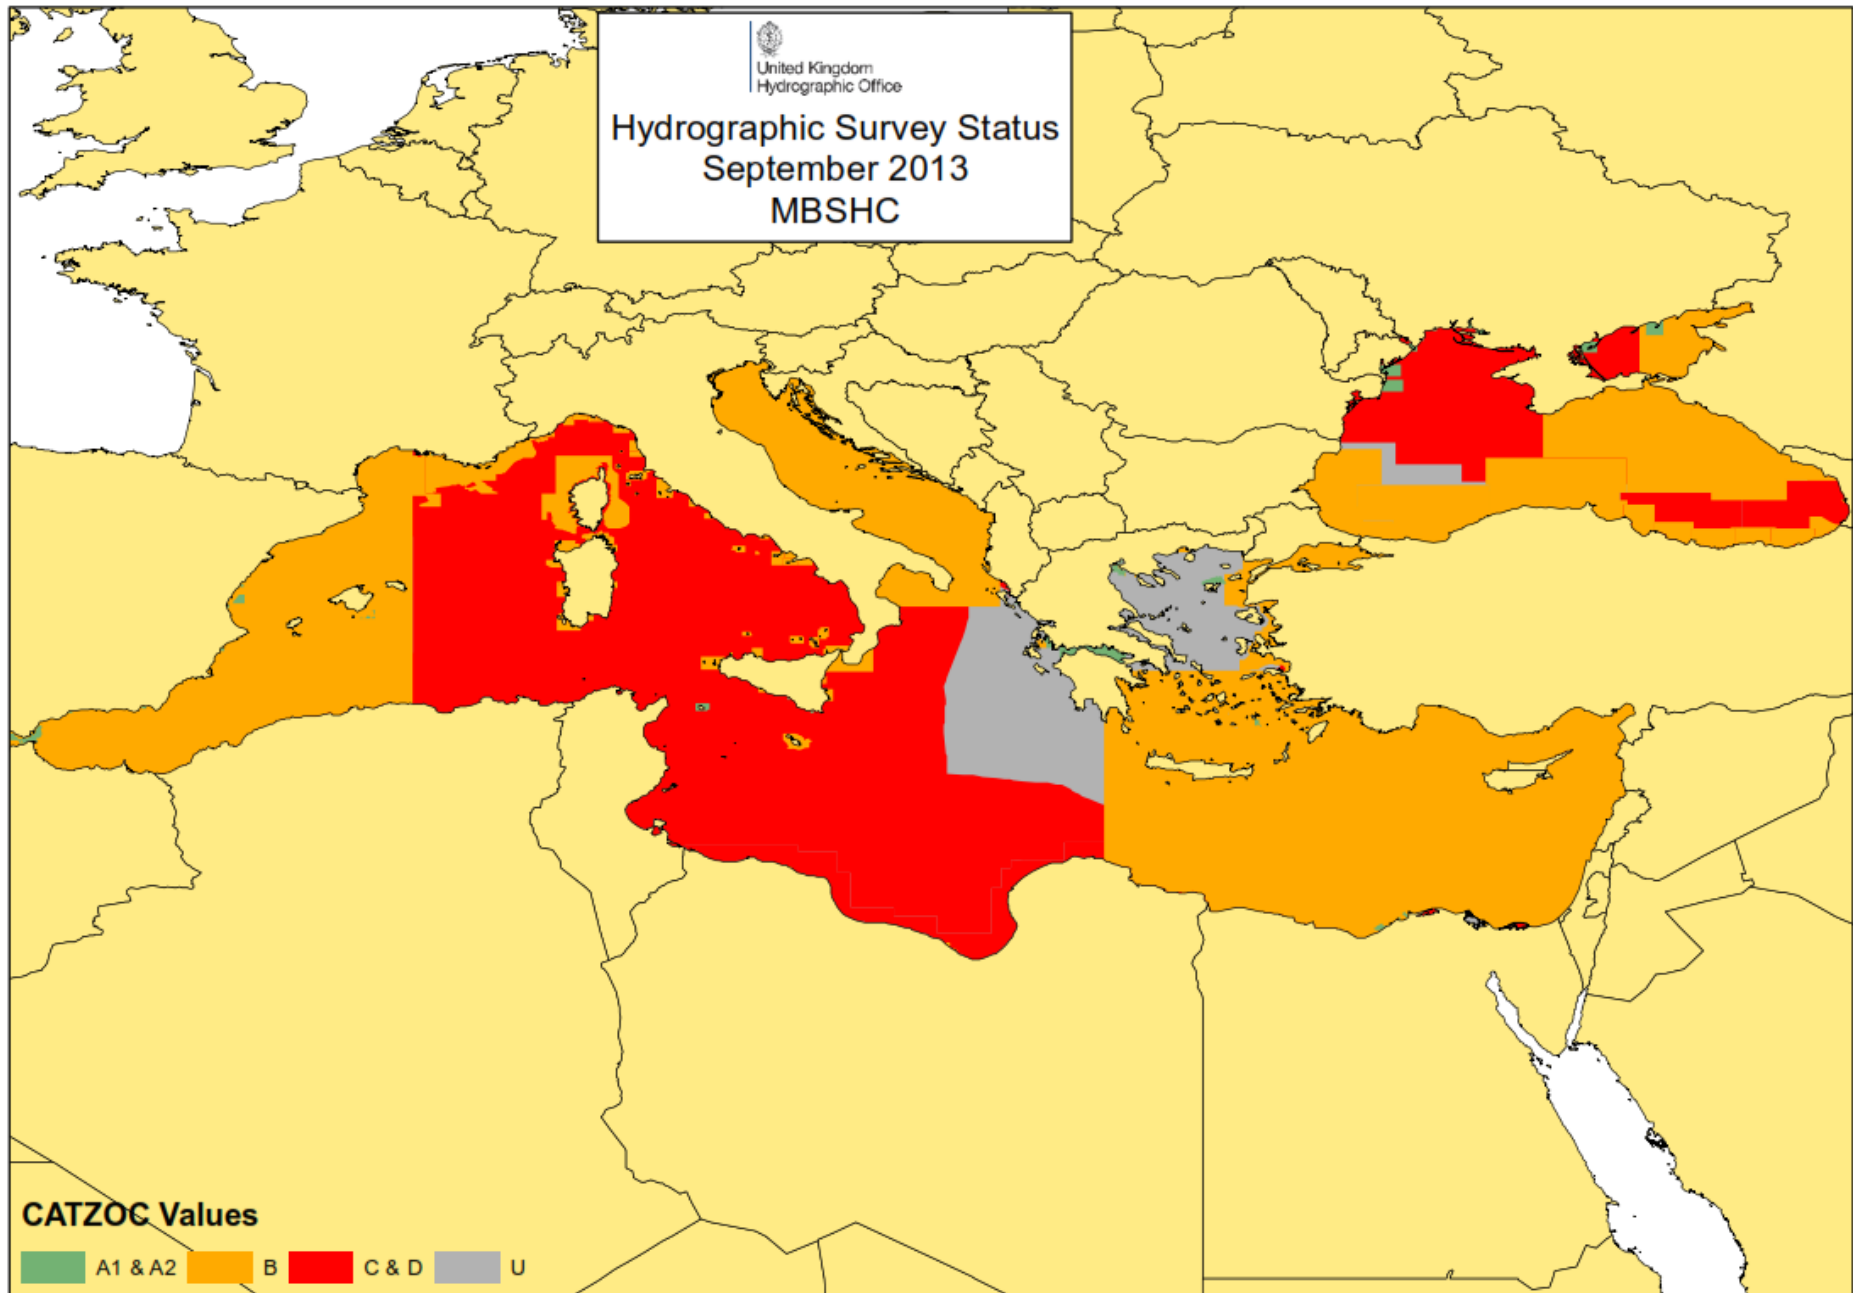 United Kingdom
Hydrographic Office
Hydrographic Survey Status
September 2013
MBSHC
CATZOC Values
A1 & A2 B C & D U